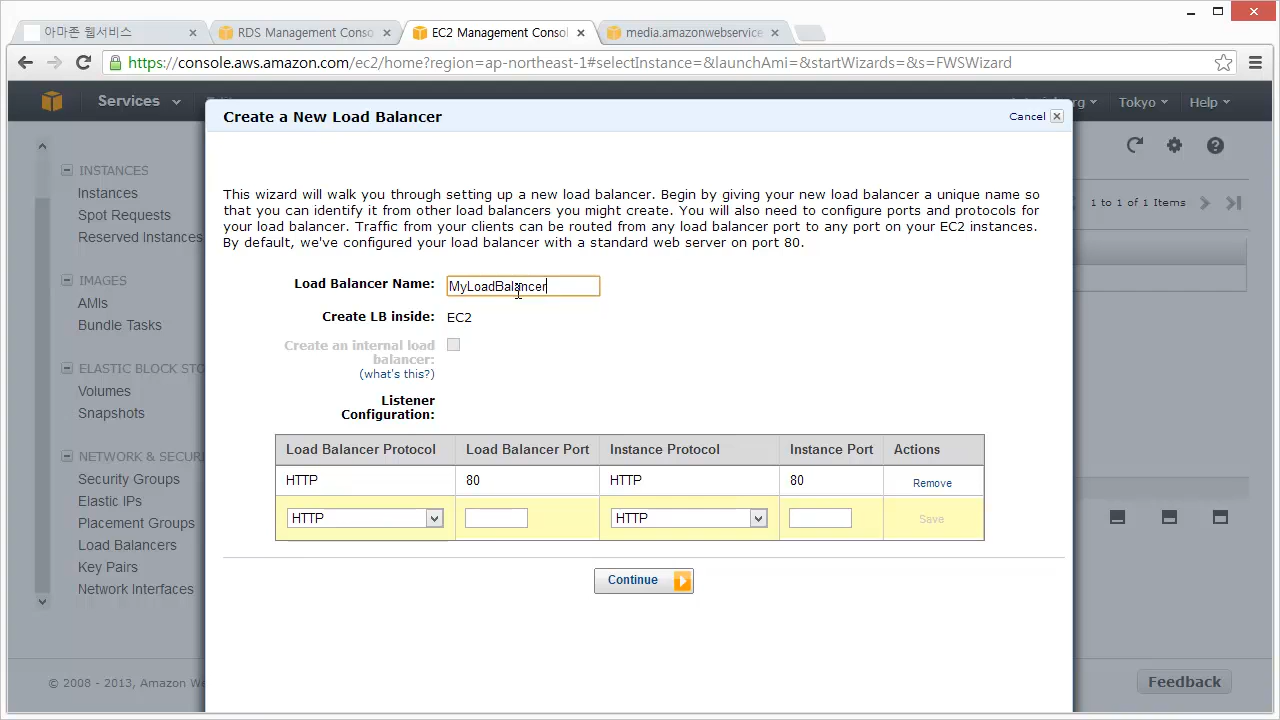 아마존 웹서비스
RDS Management Conso
EC2 Management Consol
media.amazonwebservice
https://console.aws.amazon.com/ec2/home?region=ap-northeast-1#selectInstance=&launchAmi=&startWizards=&s=FWSWizard
Services
Tokyo
Help
Create a New Load Balancer
Cancel
INSTANCES
Instances
Spot Requests
Reserved Instances
IMAGES
AMIs
Bundle Tasks
ELASTIC BLOCK STO
Volumes
Snapshots
NETWORK & SECURI
Security Groups
Elastic IPs
Placement Groups
Load Balancers
Key Pairs
Network Interfaces
This wizard will walk you through setting up a new load balancer. Begin by giving your new load balancer a unique name so
that you can identify it from other load balancers you might create. You will also need to configure ports and protocols for
your load balancer. Traffic from your clients can be routed from any load balancer port to any port on your EC2 instances.
By default, we've configured your load balancer with a standard web server on port 80.
1 to 1 of 1 Items
Load Balancer Name: MyLoadBalancer
Create LB inside: EC2
Create an internal load
balancer:
(what's this?)
Listener
Configuration:
Load Balancer Protocol Load Balancer Port Instance Protocol Instance Port Actions
HTTP 80 HTTP 80 Remove
HTTP HTTP Save
Continue
© 2008 - 2013, Amazon We
Feedback